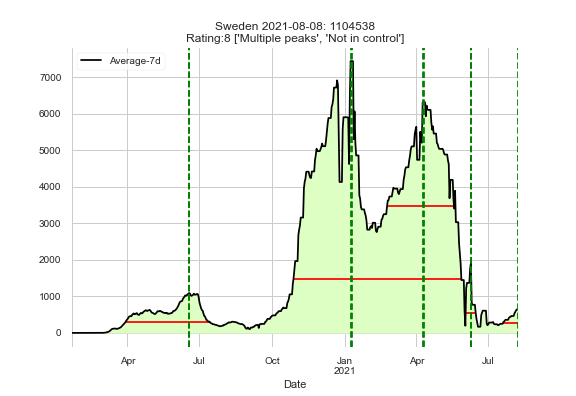 Sweden 2021-08-08: 1104538
Rating:8 ['Multiple peaks', 'Not in control']
Average-7d
7000
6000
5000
4000
3000
2000
1000
0
Apr Jul Oct Jan Apr Jul
2021
Date